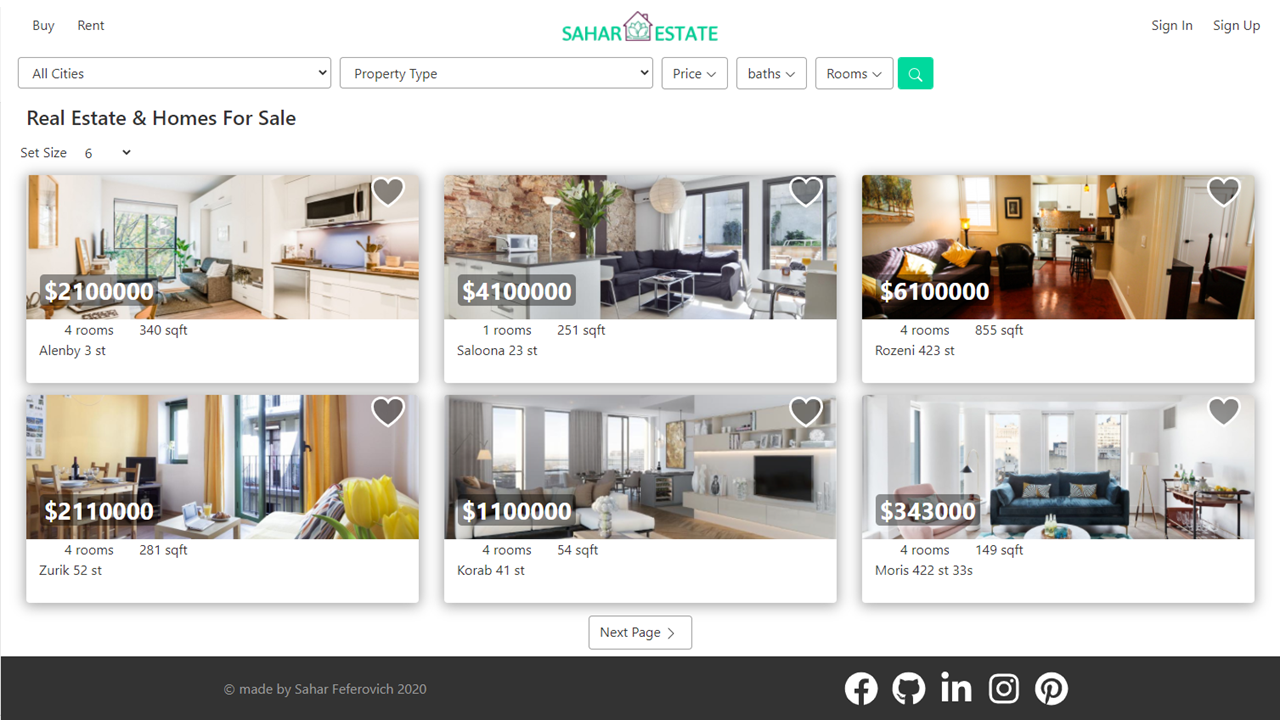 Buy Rent SAHAR ESTATE Sign In Sign Up
All Cities Property Type Price baths Rooms
Real Estate & Homes For Sale
Set Size 6
$2100000 $4100000 $6100000
4 rooms 340 sqft 1 rooms 251 sqft 4 rooms 855 sqft
Alenby 3 st Saloona 23 st Rozeni 423 st
$2110000 $1100000 $343000
4 rooms 281 sqft 4 rooms 54 sqft 4 rooms 149 sqft
Zurik 52 st Korab 41 st Moris 422 st 33s
Next Page
© made by Sahar Feferovich 2020